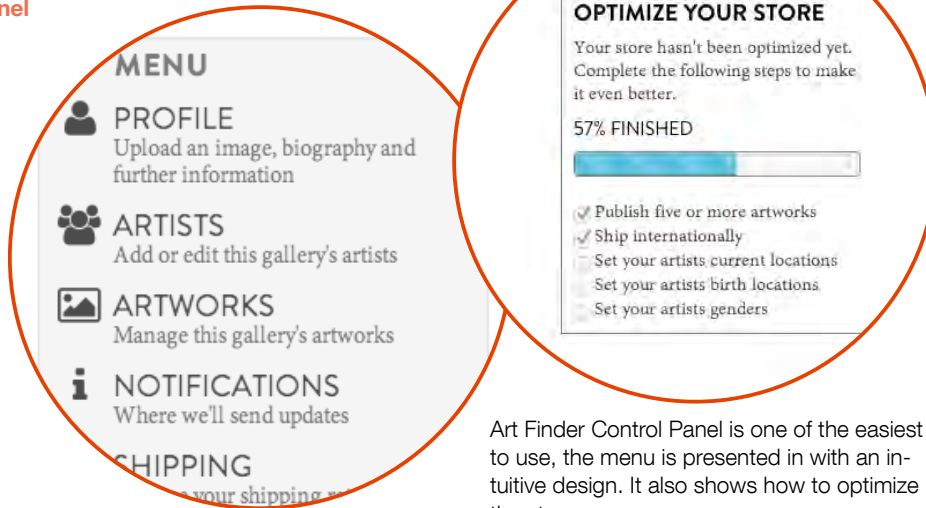 nel
MENU
PROFILE
Upload an image, biography and
further information
ARTISTS
Add or edit this gallery's artists
ARTWORKS
Manage this gallery's artworks
NOTIFICATIONS
Where we'll send updates
SHIPPING
your shipping
OPTIMIZE YOUR STORE
Your store hasn't been optimized yet.
Complete the following steps to make
it even better.
57% FINISHED
Publish five or more artworks
Ship internationally
Set your artists current locations
Set your artists birth locations
Set your artists genders
Art Finder Control Panel is one of the easiest
to use, the menu is presented in with an in-
tuitive design. It also shows how to optimize